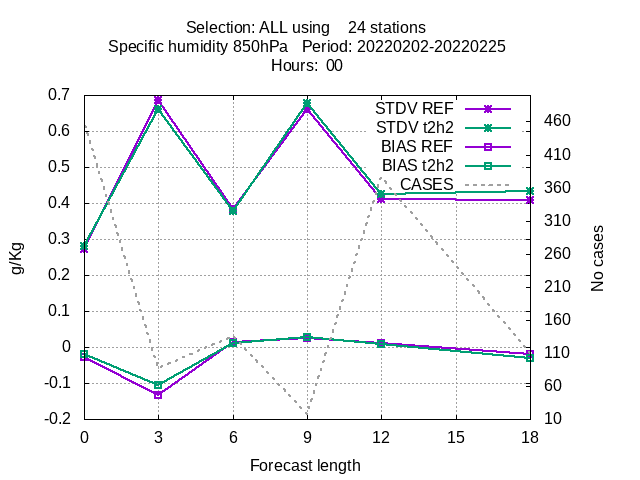 Selection: ALL using    24 stations
Specific humidity 850hPa   Period: 20220202-20220225
Hours:  00
0.7
0.6
0.5
0.4
0.3
0.2
0.1
0
-0.1
-0.2
g/Kg
STDV REF
STDV t2h2
BIAS REF
BIAS t2h2
CASES
460
410
360
310
260
210
160
110
60
10
No cases
0 3 6 9 12 15 18
Forecast length